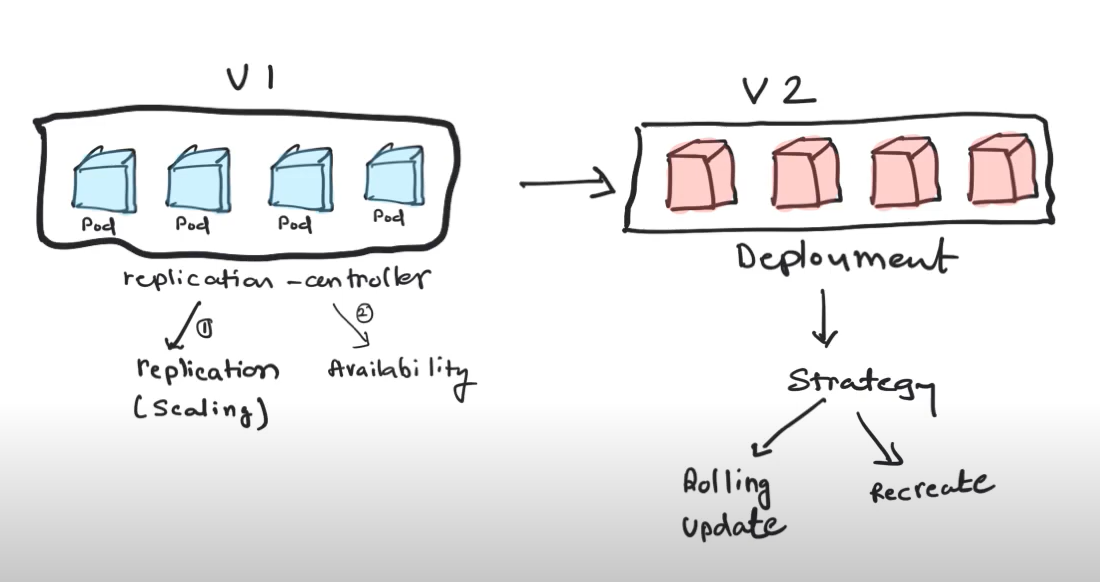 V1
Pod
Pod
Pod
Pod
replication-controller
①
②
replication
(Scaling)
Availability
V2
Deployment
Strategy
Rolling
Update
Recreate